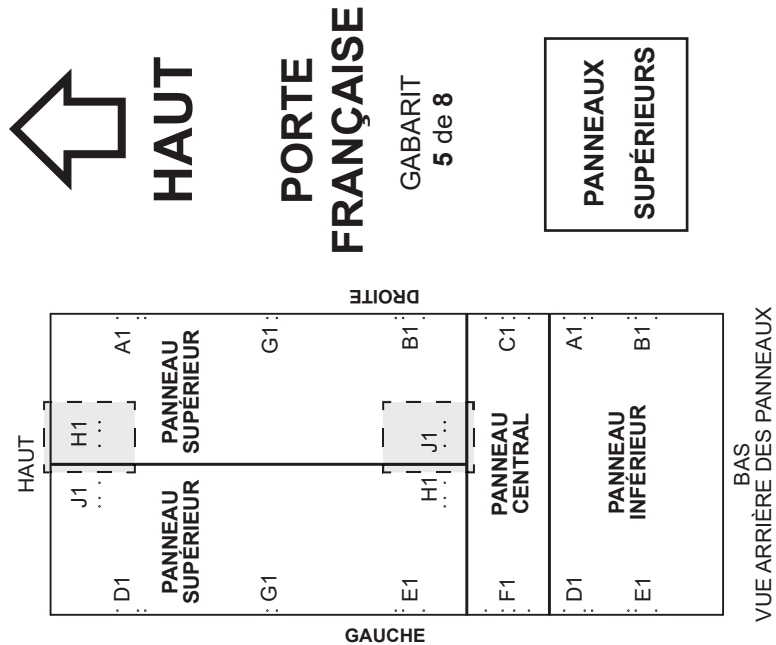 HAUT
PORTE
FRANÇAISE
GABARIT
5 de 8
PANNEAUX
SUPÉRIEURS
HAUT
GAUCHE
DROITE
D1
J1
H1
A1
PANNEAU
SUPÉRIEUR
PANNEAU
SUPÉRIEUR
G1
G1
E1
H1
J1
B1
F1
PANNEAU
CENTRAL
C1
D1
A1
PANNEAU
INFÉRIEUR
E1
B1
BAS
VUE ARRIÈRE DES PANNEAUX